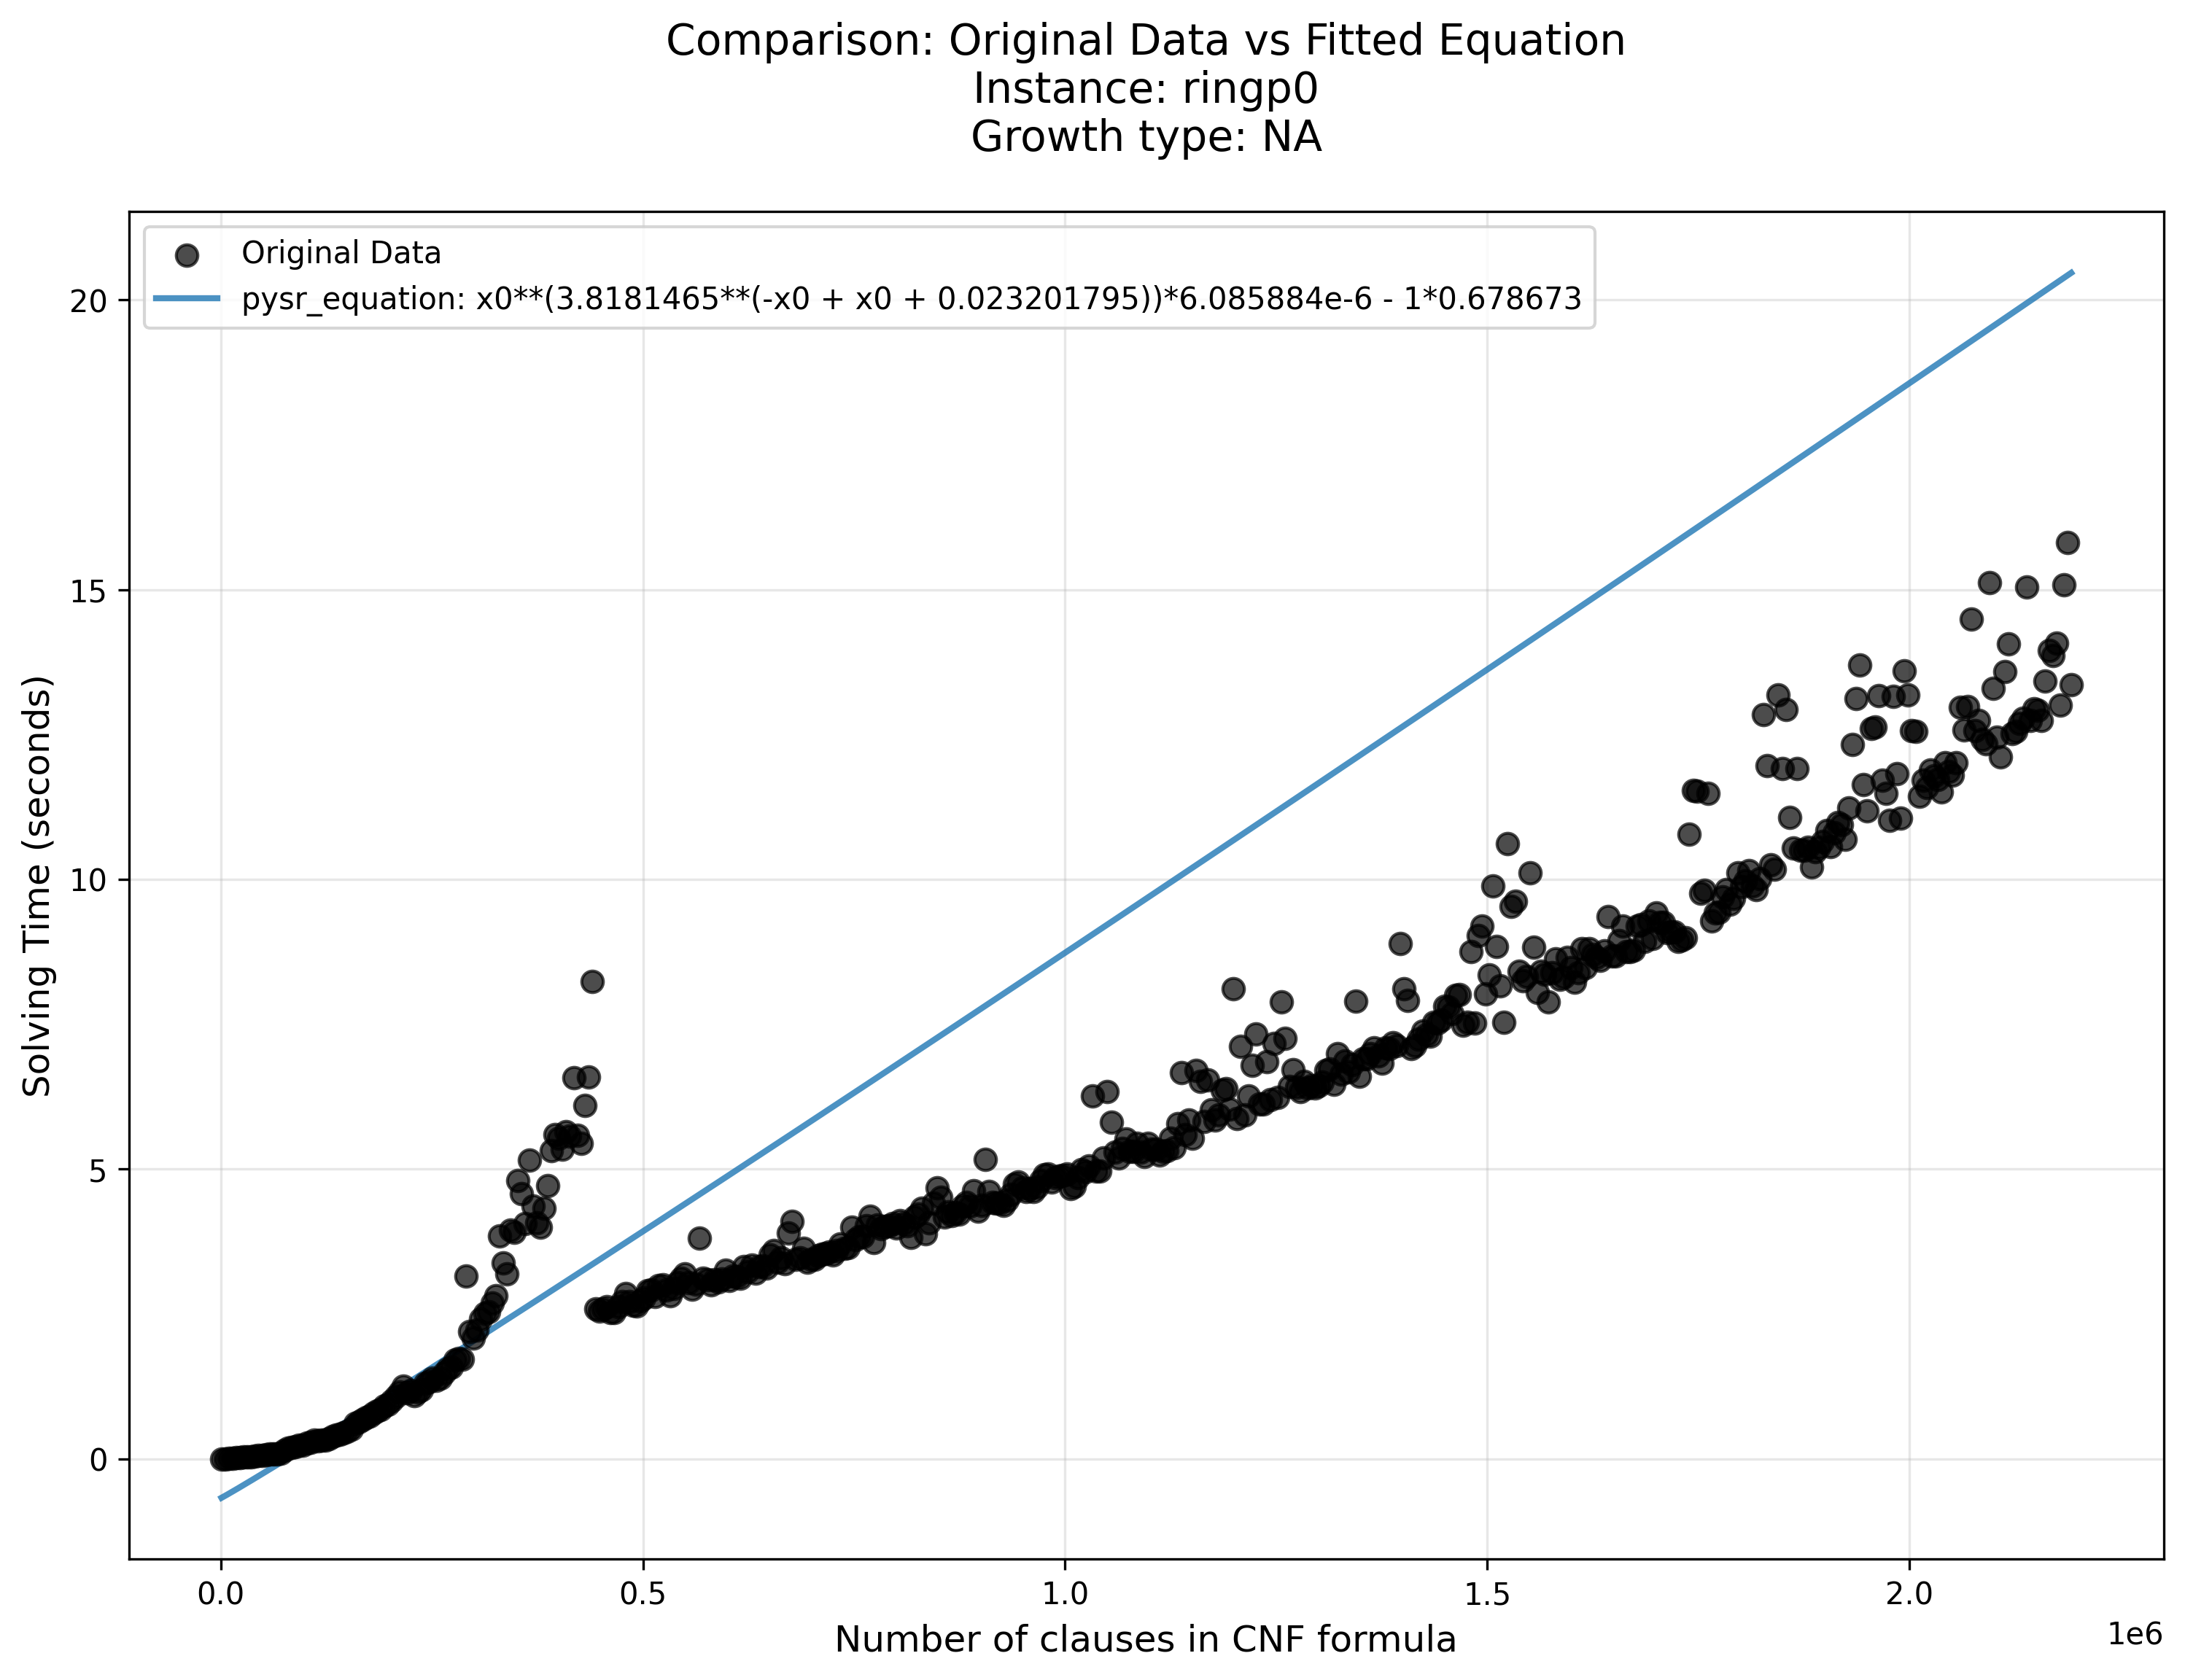 Comparison: Original Data vs Fitted Equation
Instance: ringp0
Growth type: NA
Original Data
pysr_equation: x0**(3.8181465**(-x0 + x0 + 0.023201795))*6.085884e-6 - 1*0.678673
20
15
10
5
0
Solving Time (seconds)
0.0 0.5 1.0 1.5 2.0
1e6
Number of clauses in CNF formula